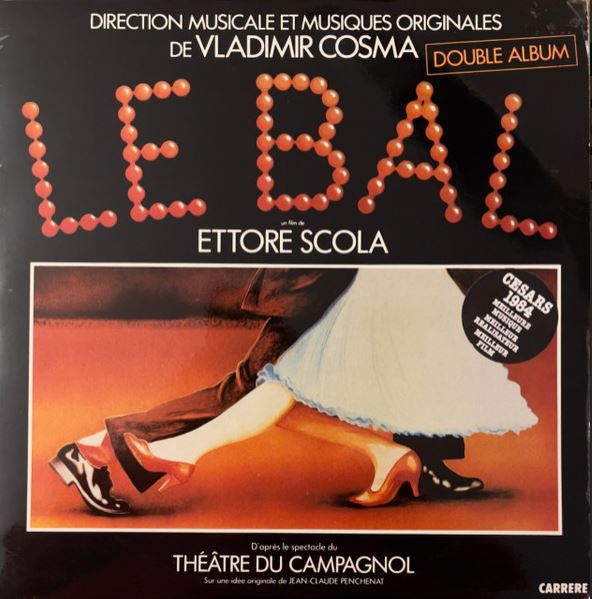 DIRECTION MUSICALE ET MUSIQUES ORIGINALES
DE VLADIMIR COSMA
DOUBLE ALBUM
LE BAL
un film de
ETTORE SCOLA
CESARS
1984
MEILLEURE
MUSIQUE
MEILLEUR
REALISATEUR
MEILLEUR
FILM
D'après le spectacle du
THÉÂTRE DU CAMPAGNOL
Sur une idée originale de JEAN-CLAUDE PENCHENAT
CARRERE